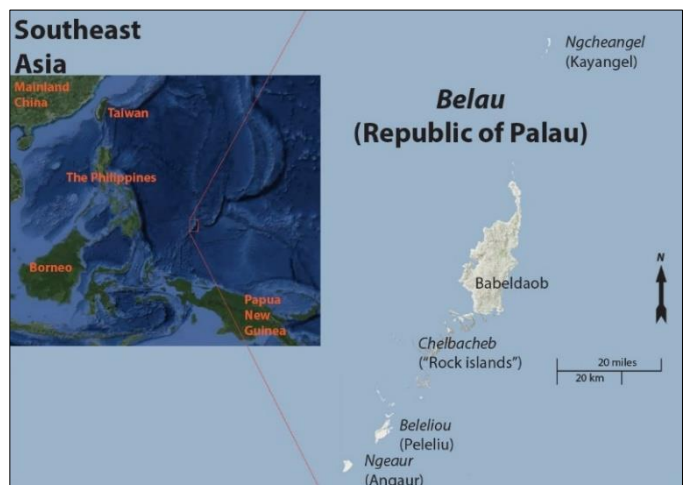 Southeast
Asia
Mainland
China
Taiwan
The Philippines
Borneo
Papua
New
Guinea
Ngcheangel
(Kayangel)
Belau
(Republic of Palau)
Babeldaob
N
Chelbacheb
("Rock islands")
20 miles
20 km
Beleliou
(Peleliu)
Ngeaur
(Angaur)